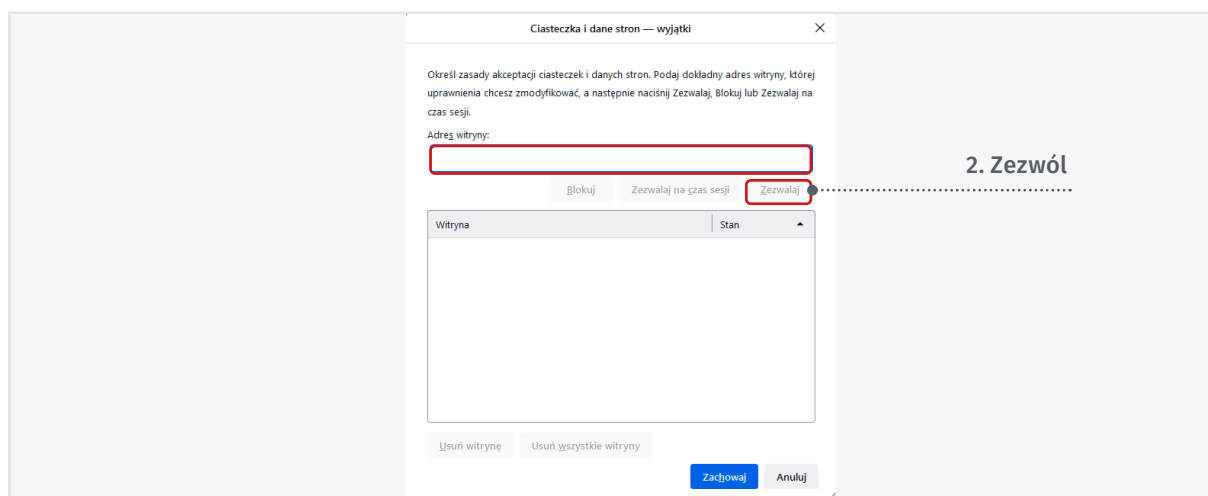 Ciasteczka i dane stron — wyjątki
Określ zasady akceptacji ciasteczek i danych stron. Podaj dokładny adres witryny, której
uprawnienia chcesz zmodyfikować, a następnie naciśnij Zezwalaj, Blokuj lub Zezwalaj na
czas sesji.
Adres witryny:
2. Zezwól
Blokuj Zezwalaj na czas sesji Zezwalaj
Witryna Stan
Usuń witrynę Usuń wszystkie witryny
Zachowaj Anuluj